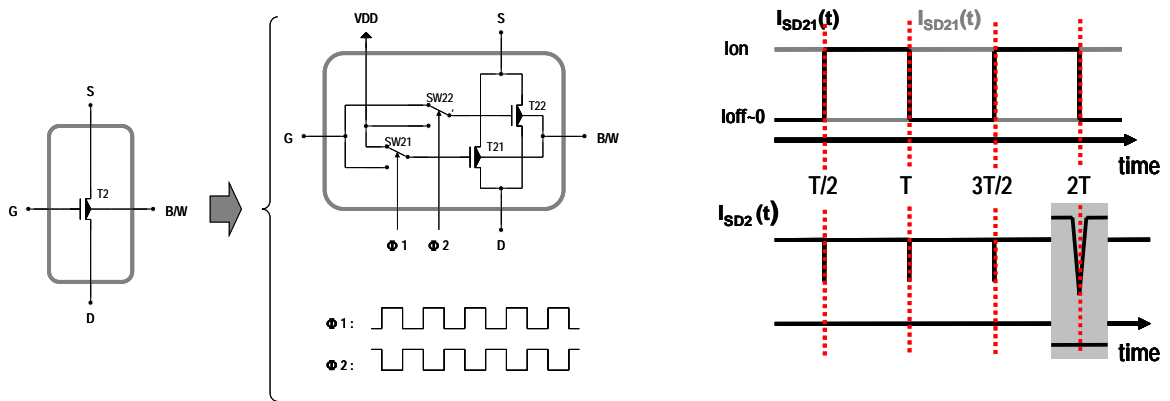 S
T2
G
B/W
D
VDD
S
SW22
T22
G
B/W
SW21
T21
Φ 1
Φ 2
D
Φ 1 :
Φ 2 :
ISD21(t)
ISD21(t)
Ion
Ioff~0
time
T/2
T
3T/2
2T
ISD2 (t)
time